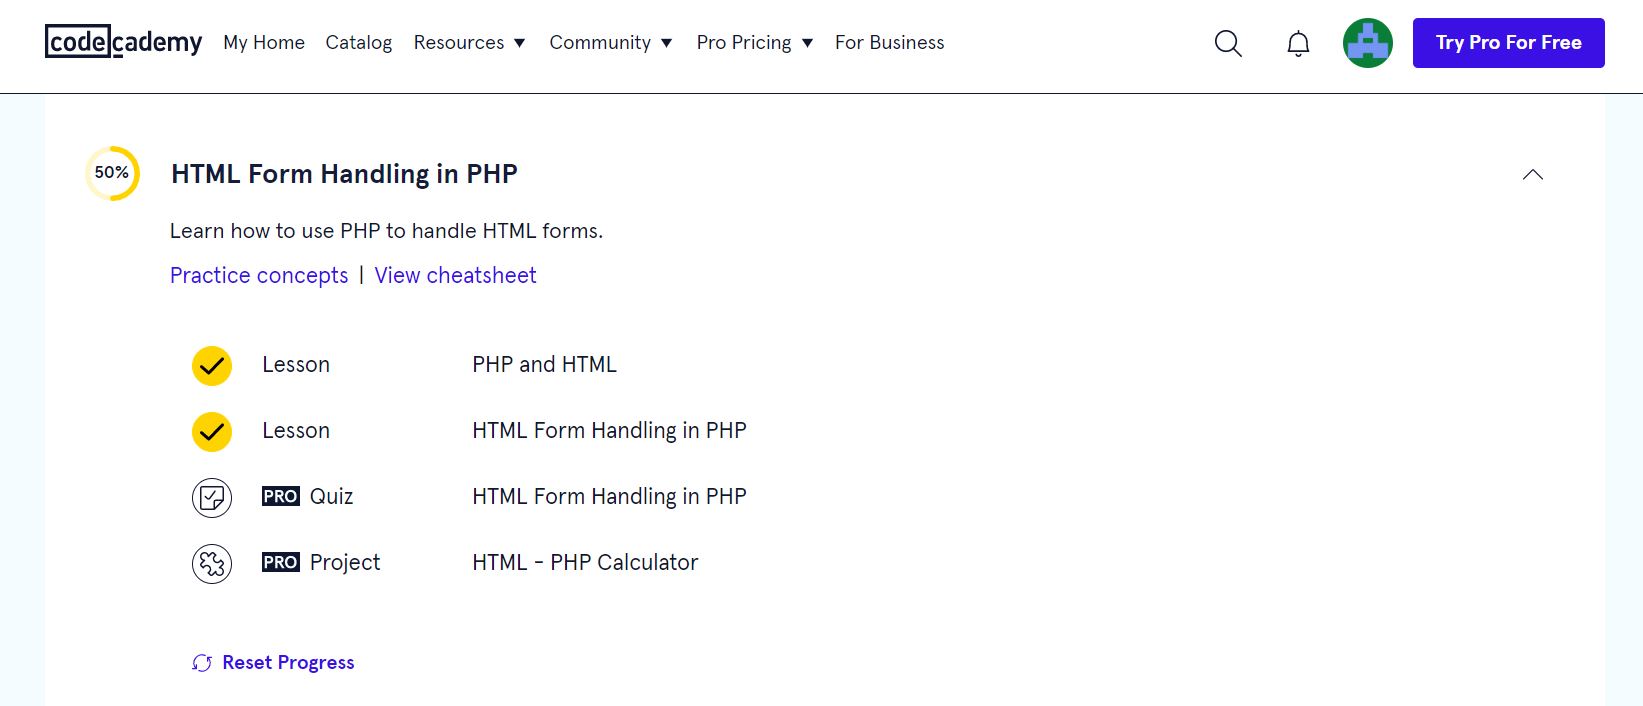 codecademy My Home Catalog Resources Community Pro Pricing For Business Try Pro For Free
50% HTML Form Handling in PHP
Learn how to use PHP to handle HTML forms.
Practice concepts | View cheatsheet
Lesson PHP and HTML
Lesson HTML Form Handling in PHP
PRO Quiz HTML Form Handling in PHP
PRO Project HTML - PHP Calculator
Reset Progress